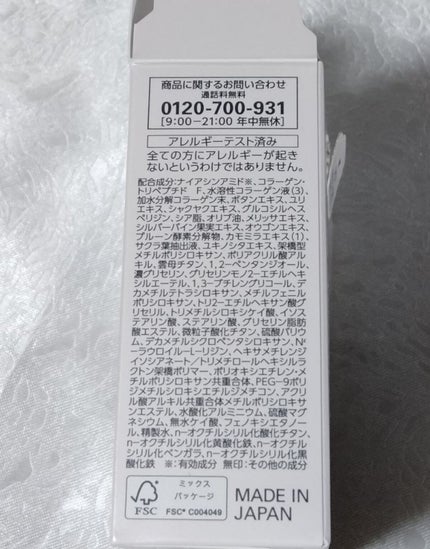 商品に関するお問い合わせ
通話料無料
0120-700-931
[9:00-21:00 年中無休]
アレルギーテスト済み
全ての方にアレルギーが起き
ないというわけではありません。
配合成分:ナイアシンアミド※、コラーゲン・
トリペプチド F、水溶性コラーゲン液(3)、
加水分解コラーゲン末、ボタンエキス、ユリ
エキス、シャクヤクエキス、グルコシルヘス
ペリジン、シア脂、オリブ油、メリッサエキス、
シルバーバイン果実エキス、オウゴンエキス、
プルーン酵素分解物、カモミラエキス(1)、
サクラ葉抽出液、ユキノシタエキス、架橋型
メチルポリシロキサン、ポリアクリル酸アル
キル、雲母チタン、1,2-ペンタンジオール、
濃グリセリン、グリセリンモノ2-エチルヘキ
シルエーテル、1,3-ブチレングリコール、デ
カメチルテトラシロキサン、メチルフェニル
ポリシロキサン、トリ2-エチルヘキサン酸グ
リセリル、トリメチルシロキシケイ酸、イソス
テアリン酸、ステアリン酸、グリセリン脂肪
酸エステル、微粒子酸化チタン、硫酸バリウ
ム、デカメチルシクロペンタシロキサン、Nᵋ
-ラウロイル-L-リジン、ヘキサメチレンジイ
ソシアネート/トリメチロールヘキシルラ
クトン架橋ポリマー、ポリオキシエチレン・メ
チルポリシロキサン共重合体、PEG-9ポリ
ジメチルシロキシエチルジメチコン、アクリ
ル酸アルキル共重合体メチルポリシロキサ
ンエステル、水酸化アルミニウム、硫酸マグ
ネシウム、無水ケイ酸、フェノキシエタノー
ル、精製水、n-オクチルシリル化酸化チタン、
n-オクチルシリル化黄酸化鉄、n-オクチル
シリル化ベンガラ、n-オクチルシリル化黒
酸化鉄 ※:有効成分 無印:その他の成分
FSC
ミックス
パッケージ
FSC® C004049
MADE IN
JAPAN